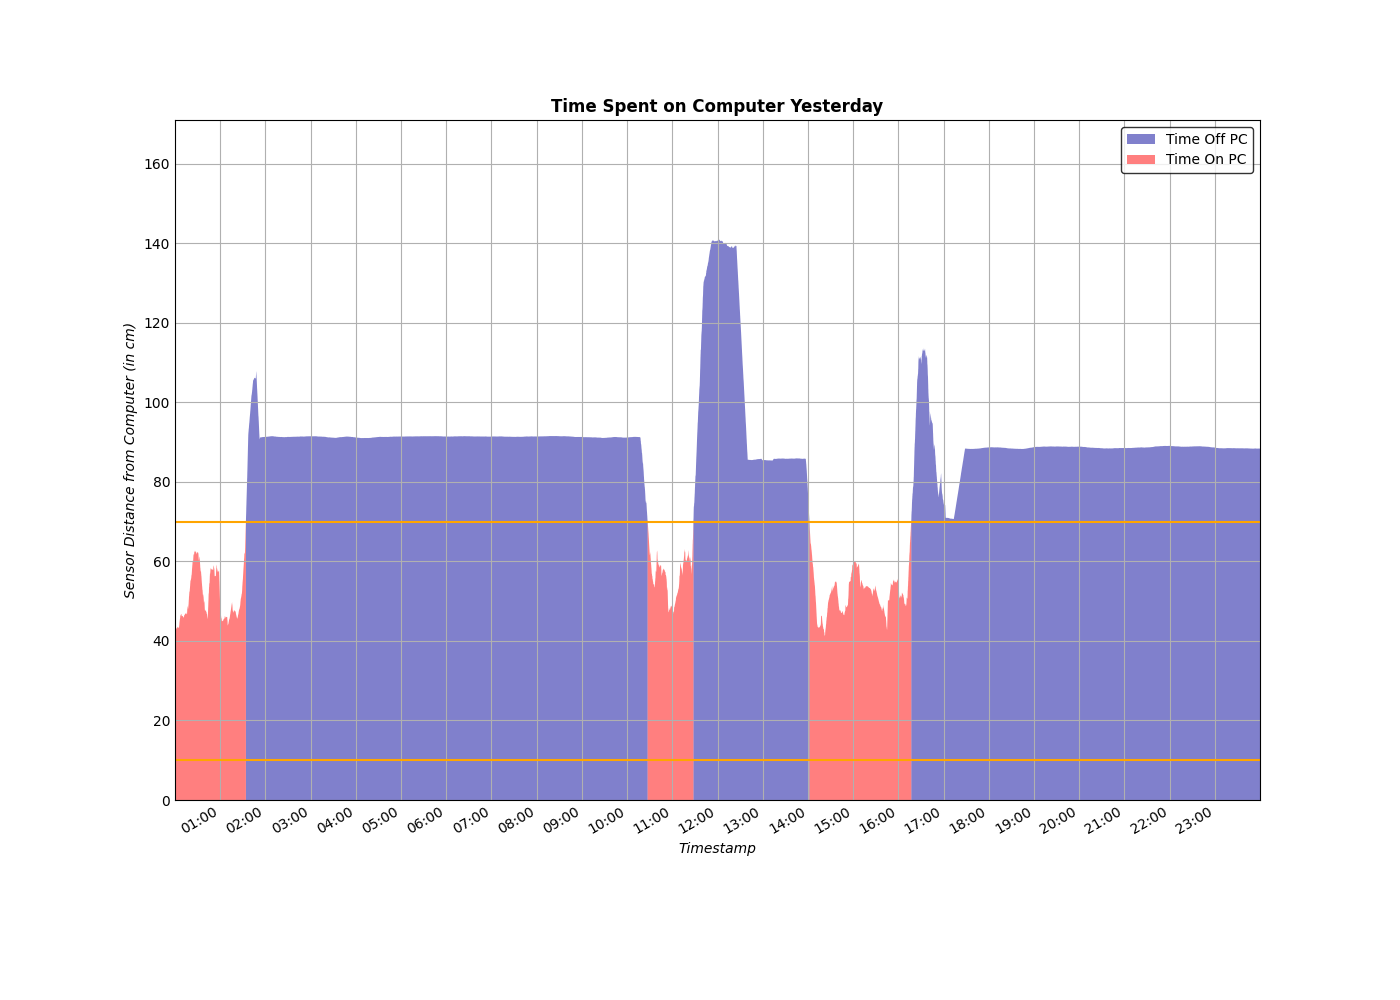 Time Spent on Computer Yesterday
Time Off PC
Time On PC
160
140
120
100
80
60
40
20
0
Sensor Distance from Computer (in cm)
01:00 02:00 03:00 04:00 05:00 06:00 07:00 08:00 09:00 10:00 11:00 12:00 13:00 14:00 15:00 16:00 17:00 18:00 19:00 20:00 21:00 22:00 23:00
Timestamp